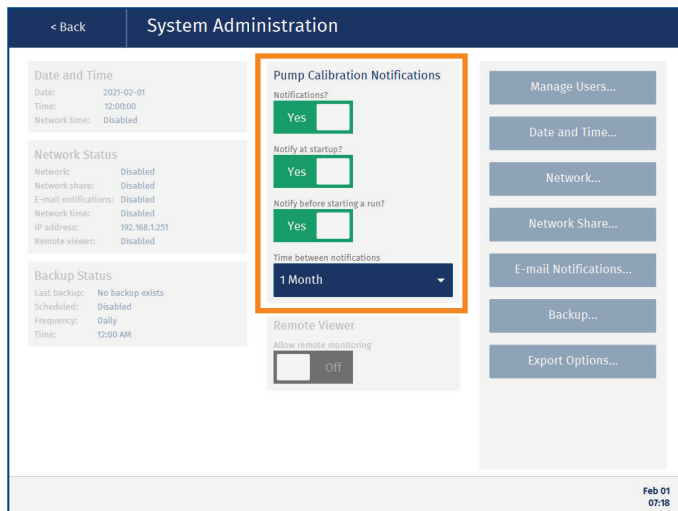 < Back
System Administration
Date and Time
Date: 2021-02-01
Time: 12:00:00
Network time: Disabled
Network Status
Network: Disabled
Network share: Disabled
E-mail notifications: Disabled
Network time: Disabled
IP address: 192.168.1.251
Remote viewer: Disabled
Backup Status
Last backup: No backup exists
Scheduled: Disabled
Frequency: Daily
Time: 12:00 AM
Pump Calibration Notifications
Notifications?
Yes
Notify at startup?
Yes
Notify before starting a run?
Yes
Time between notifications
1 Month
Remote Viewer
Allow remote monitoring
Off
Manage Users...
Date and Time...
Network...
Network Share...
E-mail Notifications...
Backup...
Export Options...
Feb 01
07:18